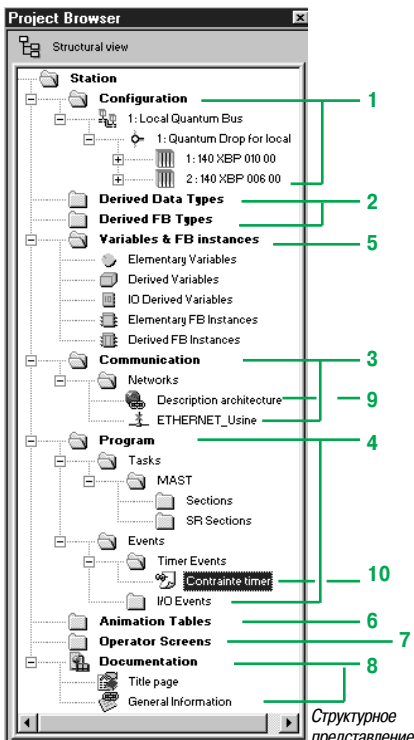 Project Browser
Structural view
Station
Configuration 1
1: Local Quantum Bus
1: Quantum Drop for local
1: 140 XBP 010 00
2: 140 XBP 006 00
Derived Data Types 2
Derived FB Types
Variables & FB instances 5
Elementary Variables
Derived Variables
IO Derived Variables
Elementary FB Instances
Derived FB Instances
Communication 3
Networks
Description architecture 9
ETHERNET_Usine
Program 4
Tasks
MAST
Sections
SR Sections
Events
Timer Events
Contrainte timer 10
I/O Events
Animation Tables 6
Operator Screens 7
Documentation 8
Title page
General Information
Структурное
представление